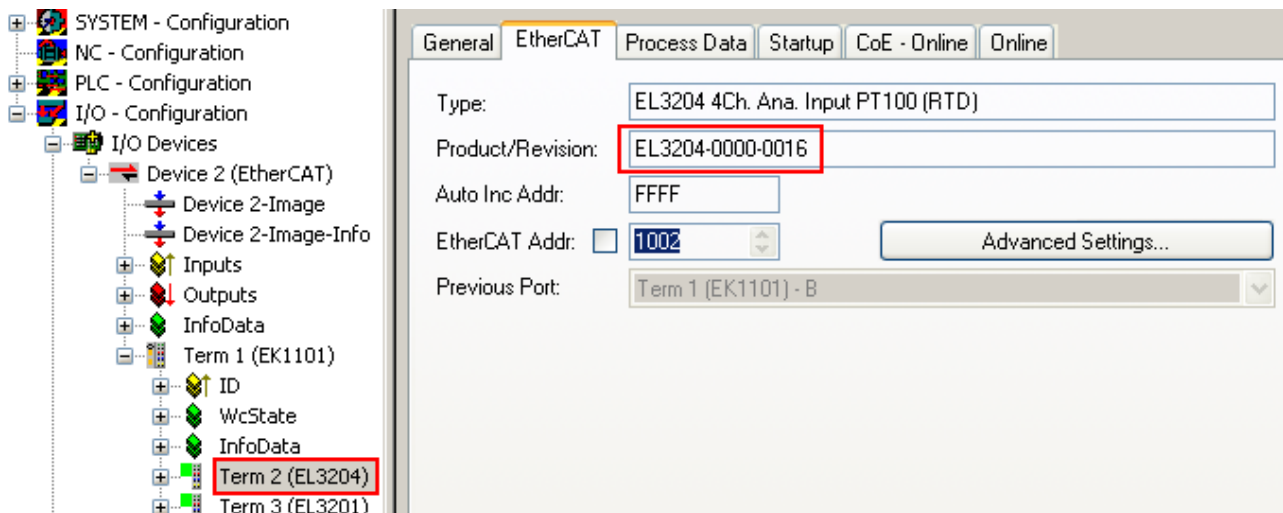 SYSTEM - Configuration
NC - Configuration
PLC - Configuration
I/O - Configuration
I/O Devices
Device 2 (EtherCAT)
Device 2-Image
Device 2-Image-Info
Inputs
Outputs
InfoData
Term 1 (EK1101)
ID
WcState
InfoData
Term 2 (EL3204)
Term 3 (EL3201)
General EtherCAT Process Data Startup CoE - Online Online
Type: EL3204 4Ch. Ana. Input PT100 (RTD)
Product/Revision: EL3204-0000-0016
Auto Inc Addr: FFFF
EtherCAT Addr: 1002 Advanced Settings...
Previous Port: Term 1 (EK1101) - B